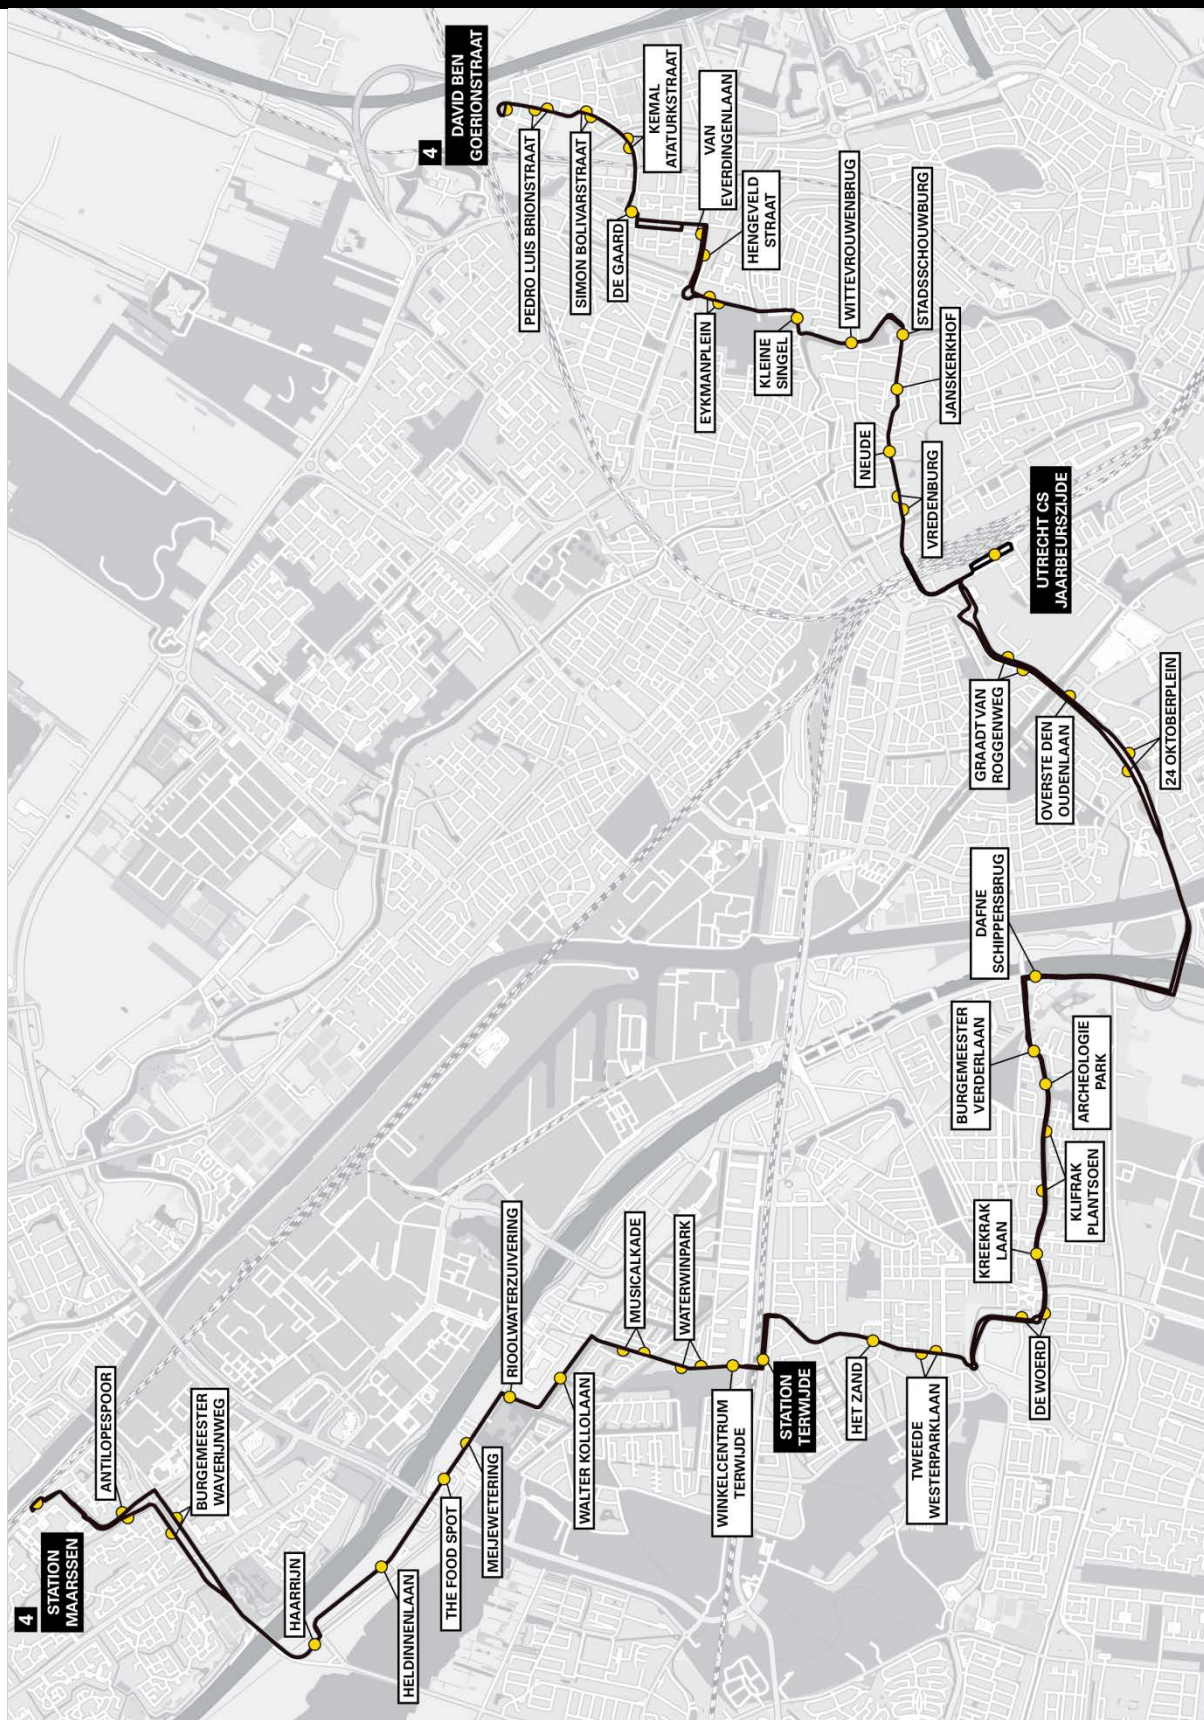 4
STATION
MAARSSEN
ANTILOPESPOOR
BURGEMEESTER
WAVERIJNWEG
HAARRIJN
HELDINNENLAAN
THE FOOD SPOT
MEIJEWETERING
RIOOLWATERZUIVERING
WALTER KOLLOLAAN
MUSICALKADE
WATERWINPARK
WINKELCENTRUM
TERWIJDE
STATION
TERWIJDE
HET ZAND
TWEEDE
WESTERPARKLAAN
DE WOERD
KREEKRAK
LAAN
KLIFRAK
PLANTSOEN
ARCHEOLOGIE
PARK
BURGEMEESTER
VERDERLAAN
DAFNE
SCHIPPERSBRUG
24 OKTOBERPLEIN
OVERSTE DEN
OUDENLAAN
GRAADT VAN
ROGGENWEG
UTRECHT CS
JAARBEURSZIJDE
VREDENBURG
NEUDE
JANSKERKHOF
STADSSCHOUWBURG
WITTEVROUWENBRUG
KLEINE
SINGEL
EYKMANPLEIN
HENGEVELD
STRAAT
VAN
EVERDINGENLAAN
DE GAARD
KEMAL
ATATURKSTRAAT
SIMON BOLIVARSTRAAT
PEDRO LUIS BRIONSTRAAT
4
DAVID BEN
GOERIONSTRAAT